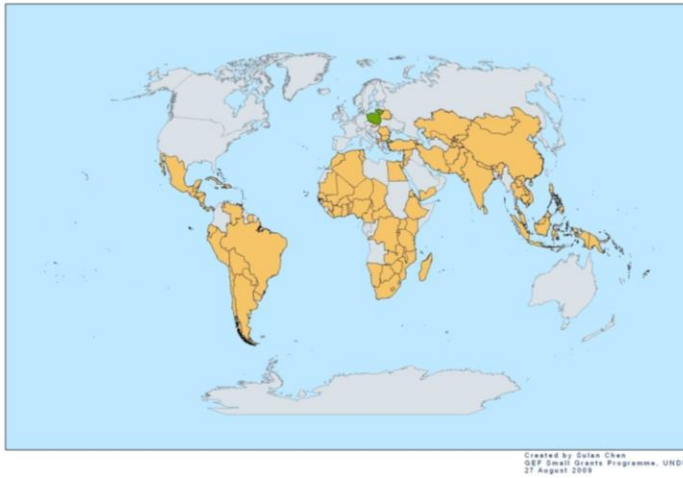 Created by Sulan Chen
GEF Small Grants Programme, UND
27 August 2009